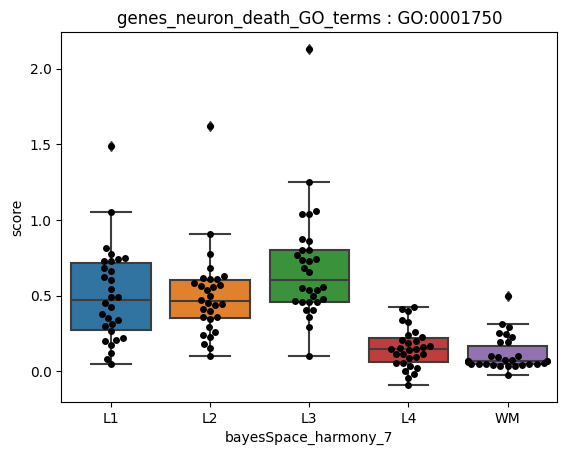 genes_neuron_death_GO_terms : GO:0001750
2.0
1.5
1.0
0.5
0.0
score
L1 L2 L3 L4 WM
bayesSpace_harmony_7